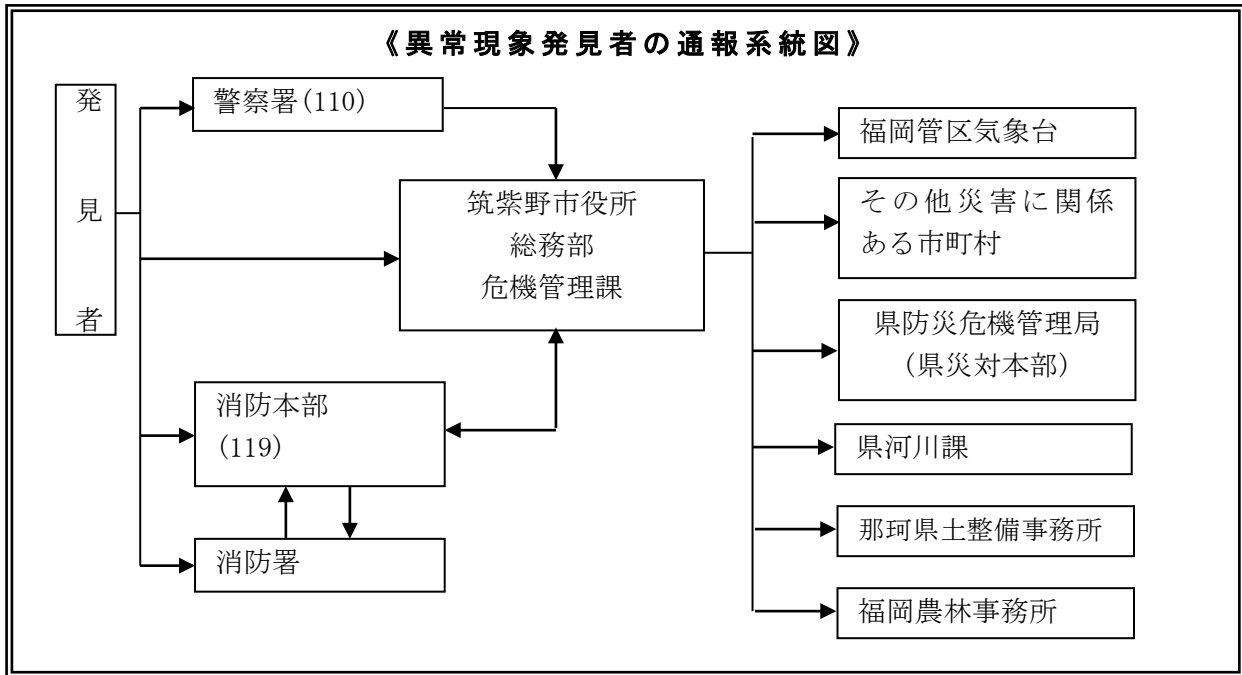 《異常現象発見者の通報系統図》
発見者
警察署(110)
筑紫野市役所
総務部
危機管理課
消防本部
(119)
消防署
福岡管区気象台
その他災害に関係
ある市町村
県防災危機管理局
（県災対本部）
県河川課
那珂県土整備事務所
福岡農林事務所